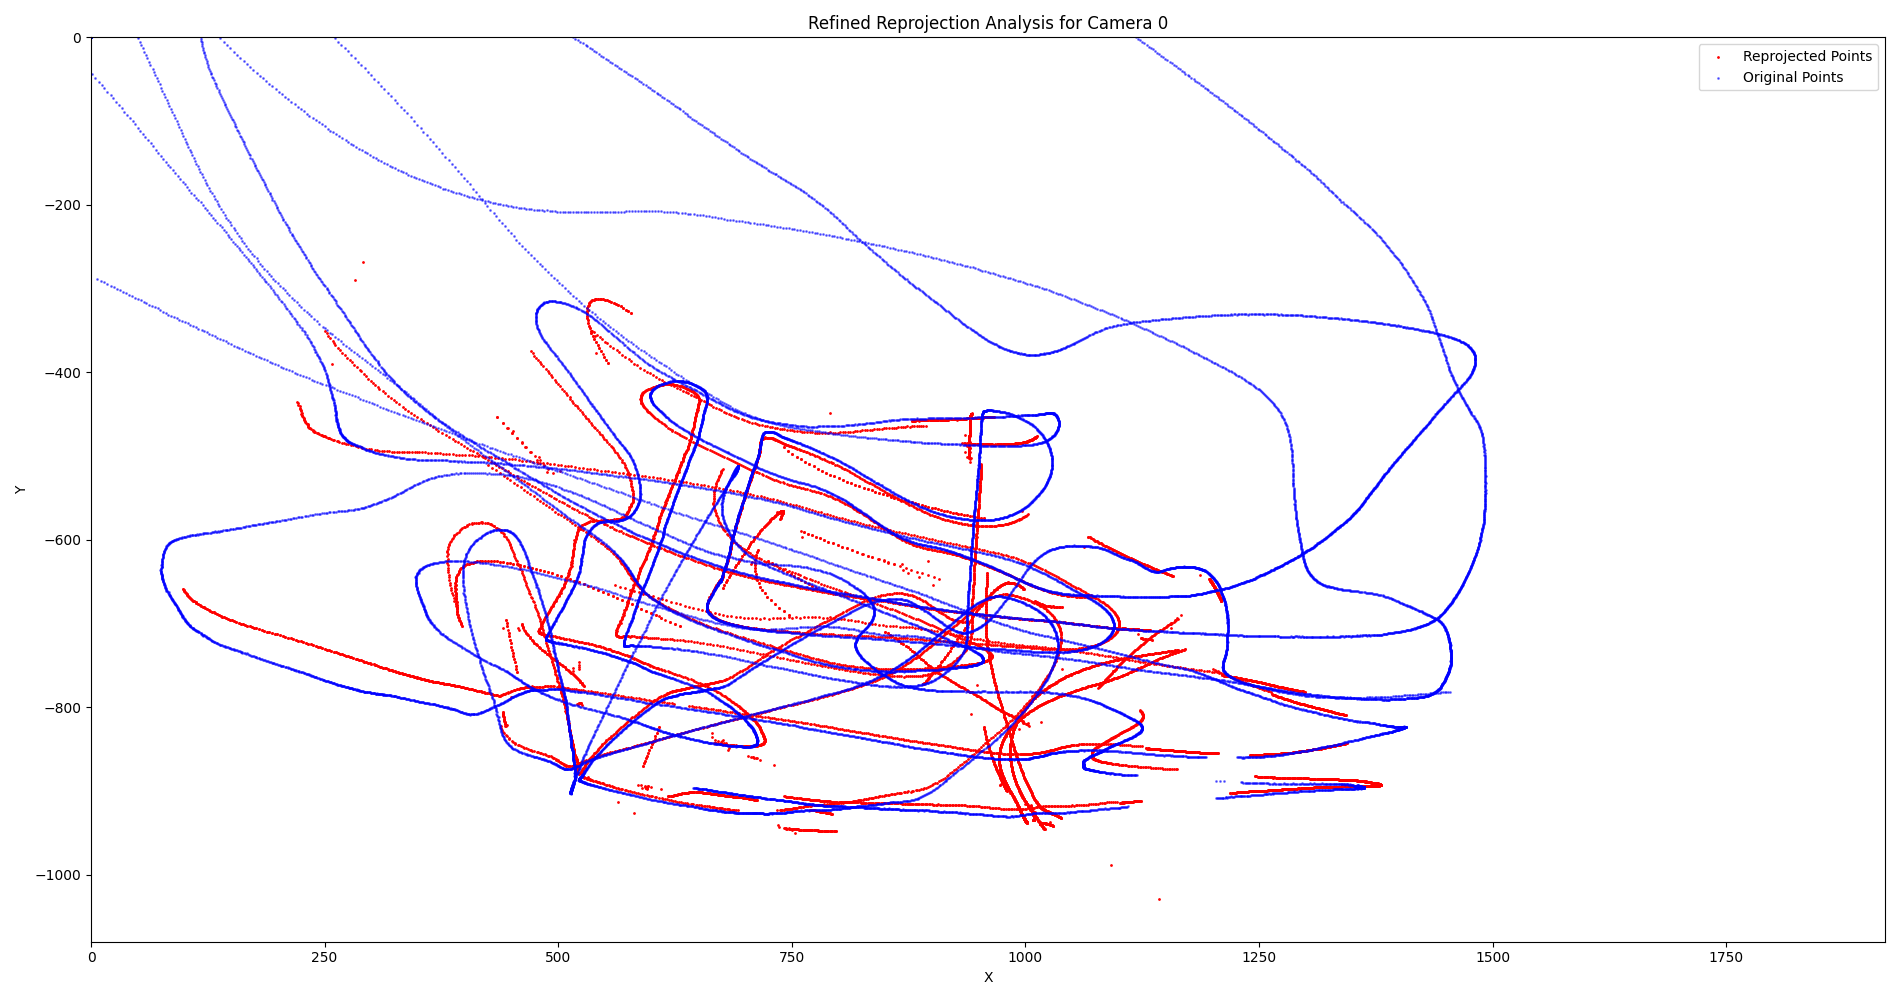 Refined Reprojection Analysis for Camera 0
Reprojected Points
Original Points
0
−200
−400
−600
−800
−1000
Y
0
250
500
750
1000
1250
1500
1750
X